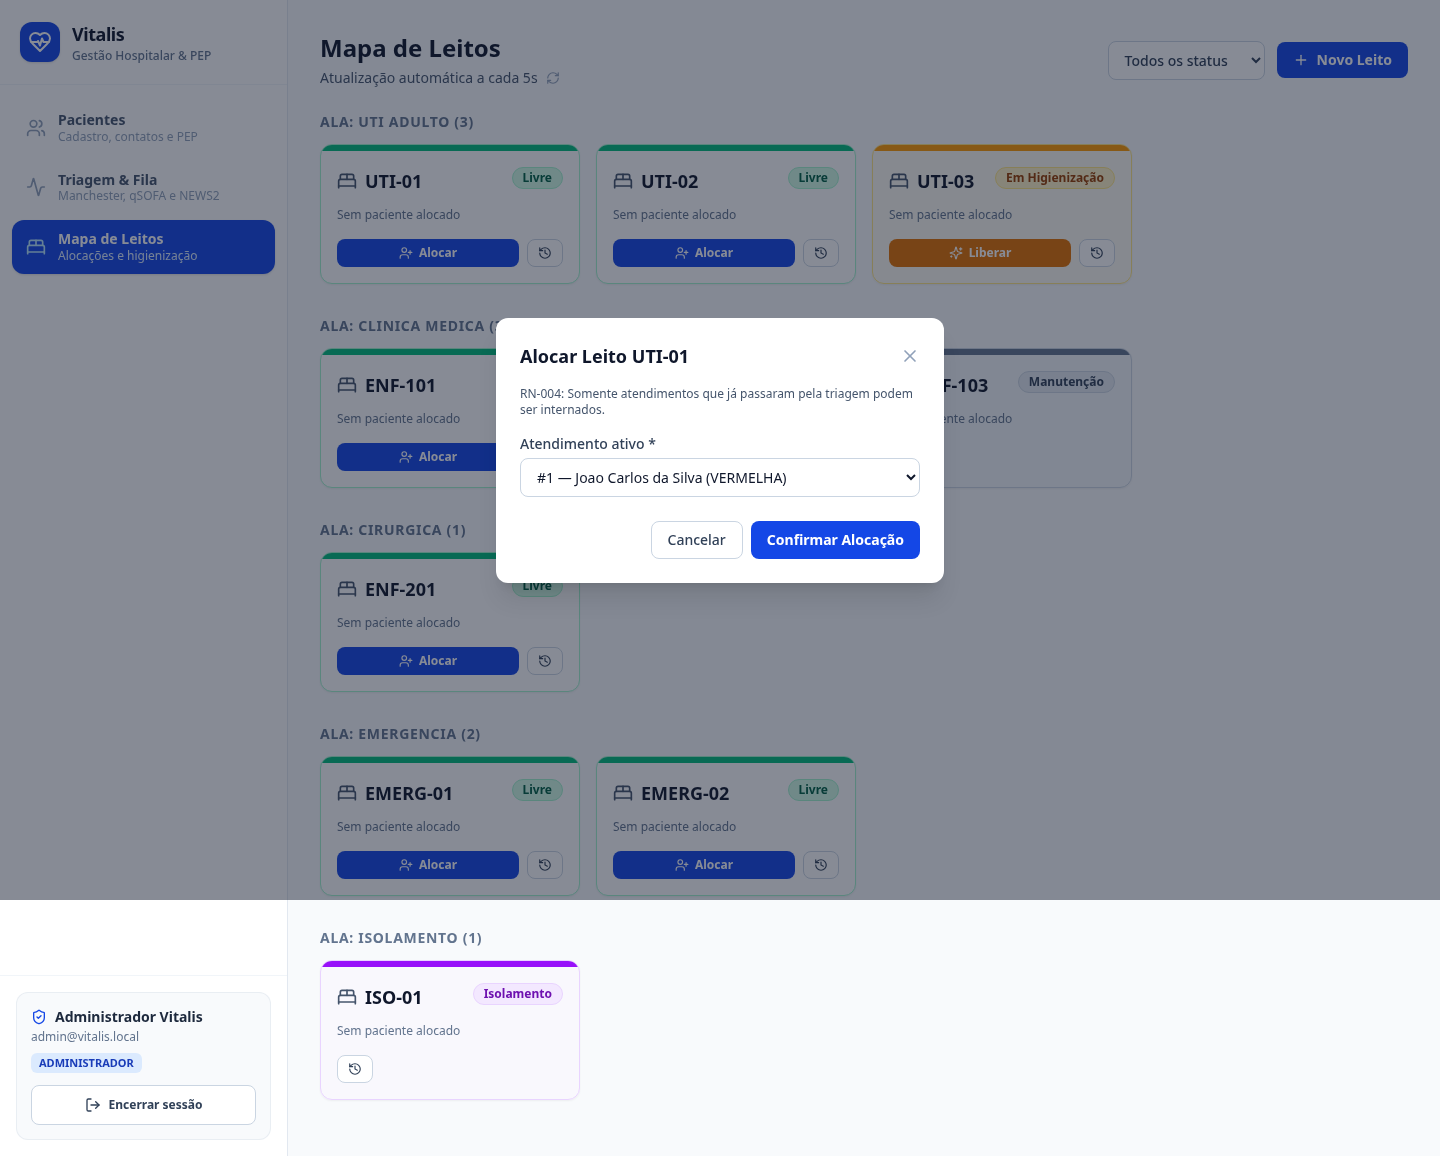 Vitalis
Gestão Hospitalar & PEP
Pacientes
Cadastro, contatos e PEP
Triagem & Fila
Manchester, qSOFA e NEWS2
Mapa de Leitos
Alocações e higienização
Administrador Vitalis
admin@vitalis.local
ADMINISTRADOR
Encerrar sessão
Mapa de Leitos
Atualização automática a cada 5s
Todos os status
Novo Leito
ALA: UTI ADULTO (3)
UTI-01
Livre
Sem paciente alocado
Alocar
UTI-02
Livre
Sem paciente alocado
Alocar
UTI-03
Em Higienização
Sem paciente alocado
Liberar
ALA: CLINICA MEDICA
ENF-101
Sem paciente alocado
Alocar
F-103
Manutenção
alocado
Alocar Leito UTI-01
RN-004: Somente atendimentos que já passaram pela triagem podem
ser internados.
Atendimento ativo *
#1 — Joao Carlos da Silva (VERMELHA)
Cancelar
Confirmar Alocação
ALA: CIRURGICA (1)
ENF-201
Livre
Sem paciente alocado
Alocar
ALA: EMERGENCIA (2)
EMERG-01
Livre
Sem paciente alocado
Alocar
EMERG-02
Livre
Sem paciente alocado
Alocar
ALA: ISOLAMENTO (1)
ISO-01
Isolamento
Sem paciente alocado